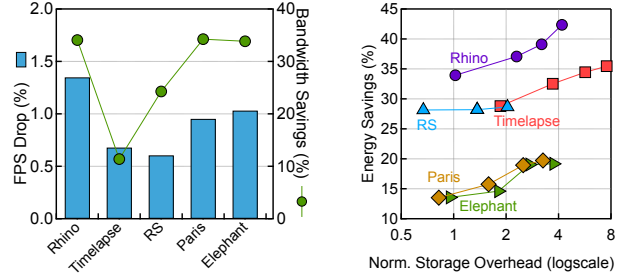 FPS Drop (%)
2.0
1.5
1.0
0.5
0.0
40
30
20
10
0
Bandwidth Savings (%)
Rhino
Timelapse
RS
Paris
Elephant
Energy Savings (%)
45
40
35
30
25
20
15
10
Rhino
RS
Timelapse
Paris
Elephant
0.5
1
2
4
8
Norm. Storage Overhead (logscale)